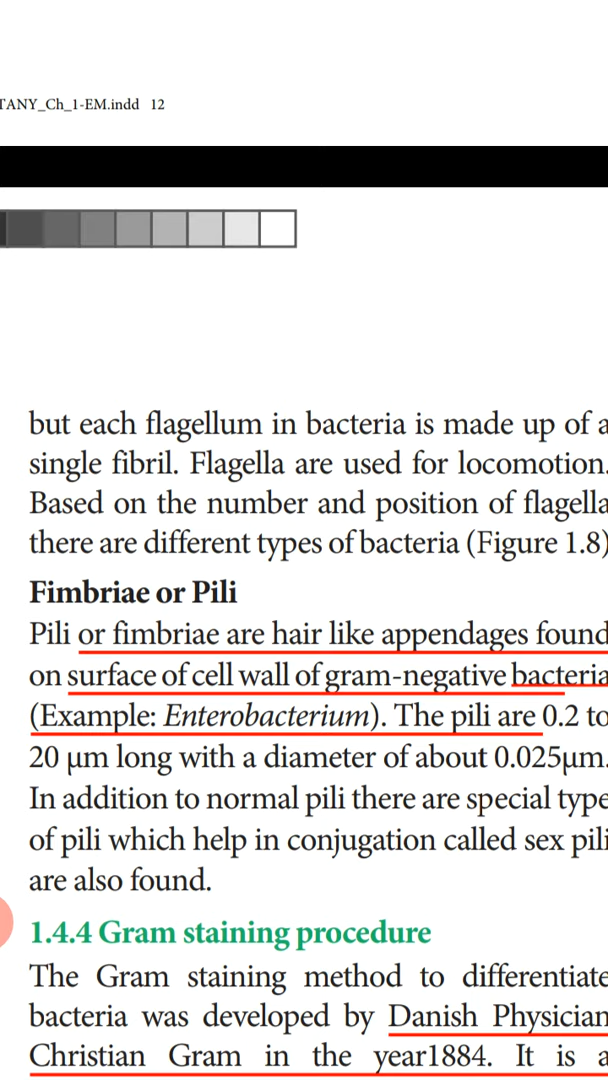 TANY_Ch_1-EM.indd 12
but each flagellum in bacteria is made up of a
single fibril. Flagella are used for locomotion.
Based on the number and position of flagella
there are different types of bacteria (Figure 1.8)
Fimbriae or Pili
Pili or fimbriae are hair like appendages found
on surface of cell wall of gram-negative bacteria
(Example: Enterobacterium). The pili are 0.2 to
20 μm long with a diameter of about 0.025μm.
In addition to normal pili there are special type
of pili which help in conjugation called sex pili
are also found.
1.4.4 Gram staining procedure
The Gram staining method to differentiate
bacteria was developed by Danish Physician
Christian Gram in the year1884. It is a